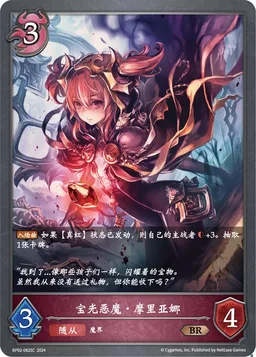 3
入场曲 如果【真红】状态已发动，则自己的主战者 +3。抽取
1张卡牌。
“找到了…像那些孩子们一样，闪耀着的宝物。
虽然我从来没有送过礼物，但你能收下吗？”
宝光恶魔·摩里亚娜
3
随从
魔界
BR
4
BP02-082SC 2024
© Cygames, Inc. Published by NetEase Games